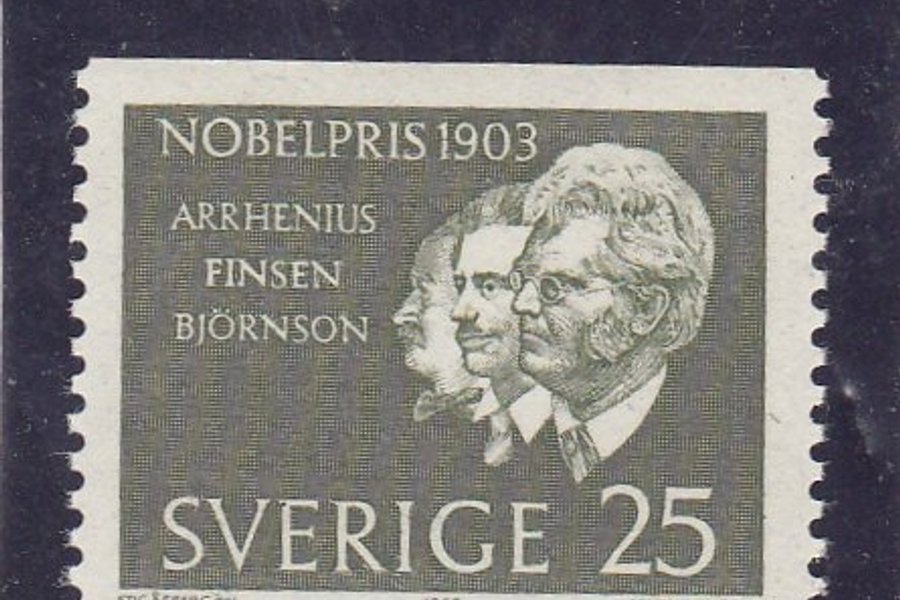 NOBELPRIS 1903
ARRHENIUS
FINSEN
BJÖRNSON
SVERIGE 25